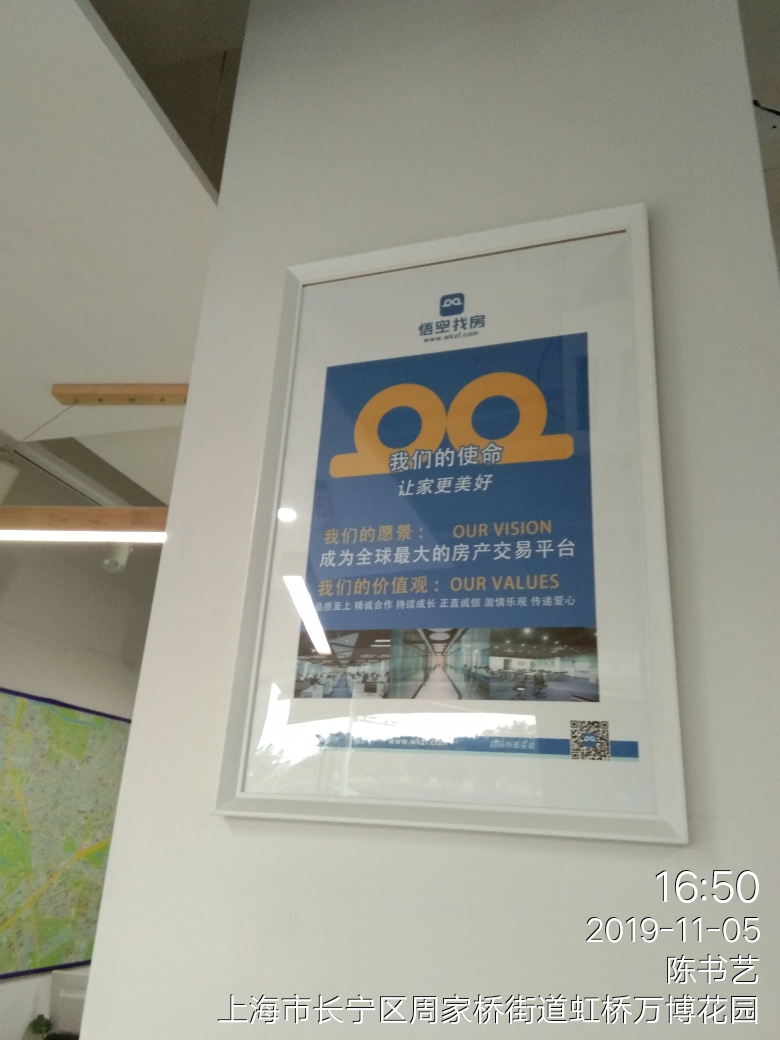 悟空找房
www.wkzf.com
我们的使命
让家更美好
我们的愿景： OUR VISION
成为全球最大的房产交易平台
我们的价值观：OUR VALUES
品质至上 精诚合作 持续成长 正直诚信 激情乐观 传递爱心
www.wkzf.com
16:50
2019-11-05
陈书艺
上海市长宁区周家桥街道虹桥万博花园